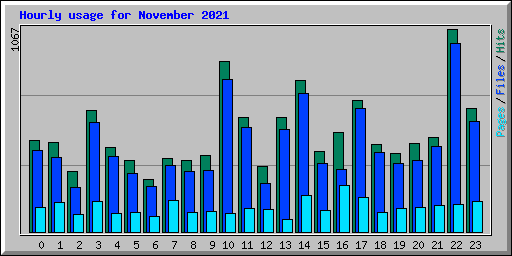 Hourly usage for November 2021
1067
Pages/Files/Hits
0 1 2 3 4 5 6 7 8 9 10 11 12 13 14 15 16 17 18 19 20 21 22 23